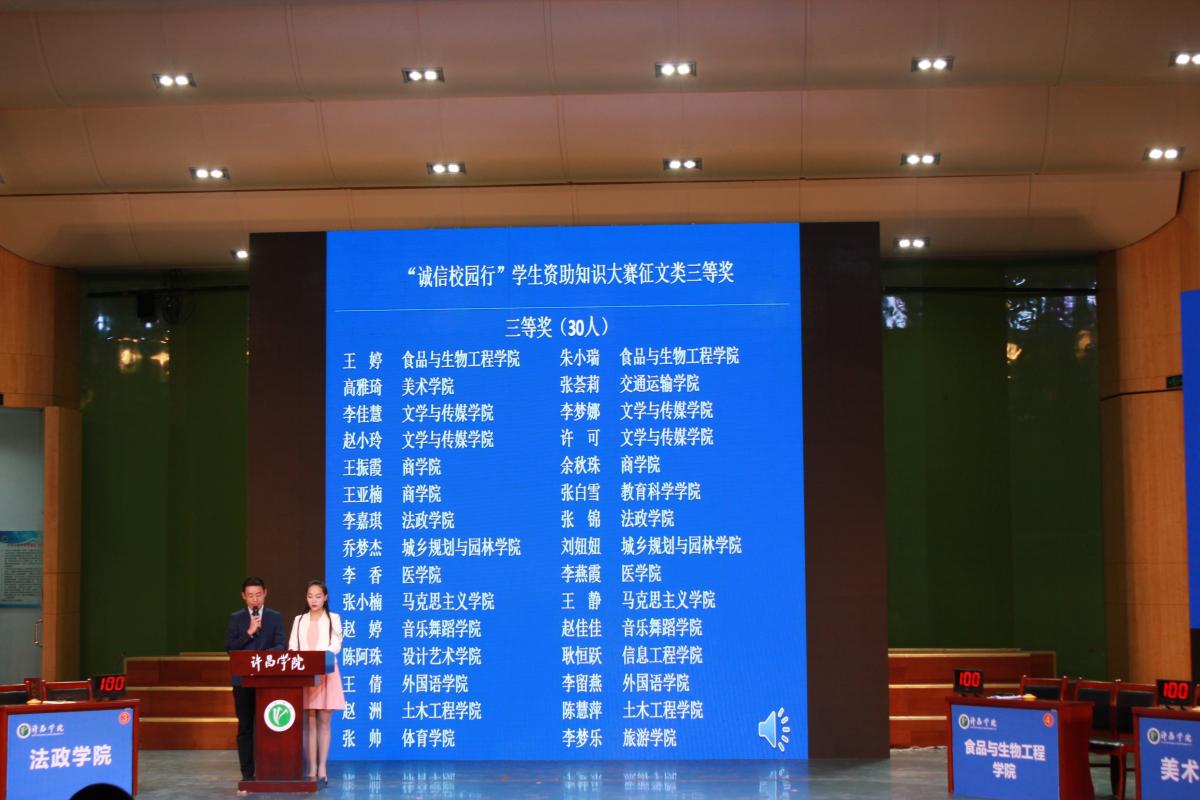 “诚信校园行”学生资助知识大赛征文类三等奖
三等奖（30人）
王 婷 食品与生物工程学院 朱小瑞 食品与生物工程学院
高雅琦 美术学院 张荟莉 交通运输学院
李佳慧 文学与传媒学院 李梦娜 文学与传媒学院
赵小玲 文学与传媒学院 许 可 文学与传媒学院
王振霞 商学院 余秋珠 商学院
王亚楠 商学院 张白雪 教育科学学院
李嘉琪 法政学院 张 锦 法政学院
乔梦杰 城乡规划与园林学院 刘妞妞 城乡规划与园林学院
李 香 医学院 李燕霞 医学院
张小楠 马克思主义学院 王 静 马克思主义学院
赵 婷 音乐舞蹈学院 赵佳佳 音乐舞蹈学院
陈阿珠 设计艺术学院 耿恒跃 信息工程学院
王 倩 外国语学院 李留燕 外国语学院
赵 洲 土木工程学院 陈慧萍 土木工程学院
张 帅 体育学院 李梦乐 旅游学院
许昌学院
100
许昌学院
③
法政学院
100
许昌学院
④
食品与生物工程
学院
100
许昌学院
美术